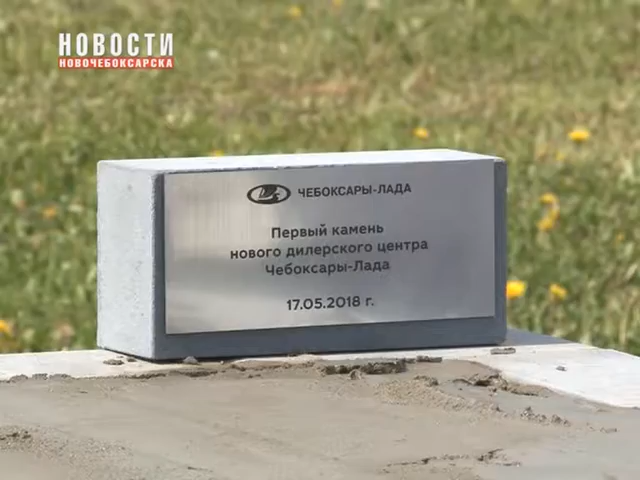 НОВОСТИ
НОВОЧЕБОКСАРСКА
ЧЕБОКСАРЫ-ЛАДА
Первый камень
нового дилерского центра
Чебоксары-Лада
17.05.2018 г.